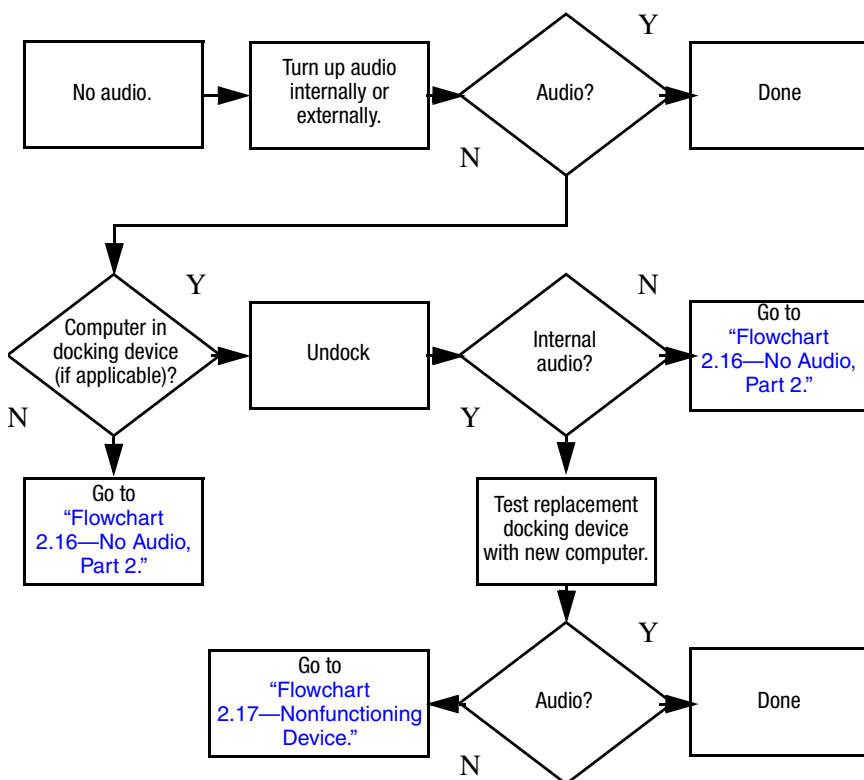 Y
No audio.
Turn up audio
internally or
externally.
Audio?
Done
N
Y
N
Computer in
docking device
(if applicable)?
Undock
Internal
audio?
Go to
“Flowchart
2.16—No Audio,
Part 2.”
N
Y
Go to
“Flowchart
2.16—No Audio,
Part 2.”
Test replacement
docking device
with new computer.
Y
Go to
“Flowchart
2.17—Nonfunctioning
Device.”
Audio?
Done
N